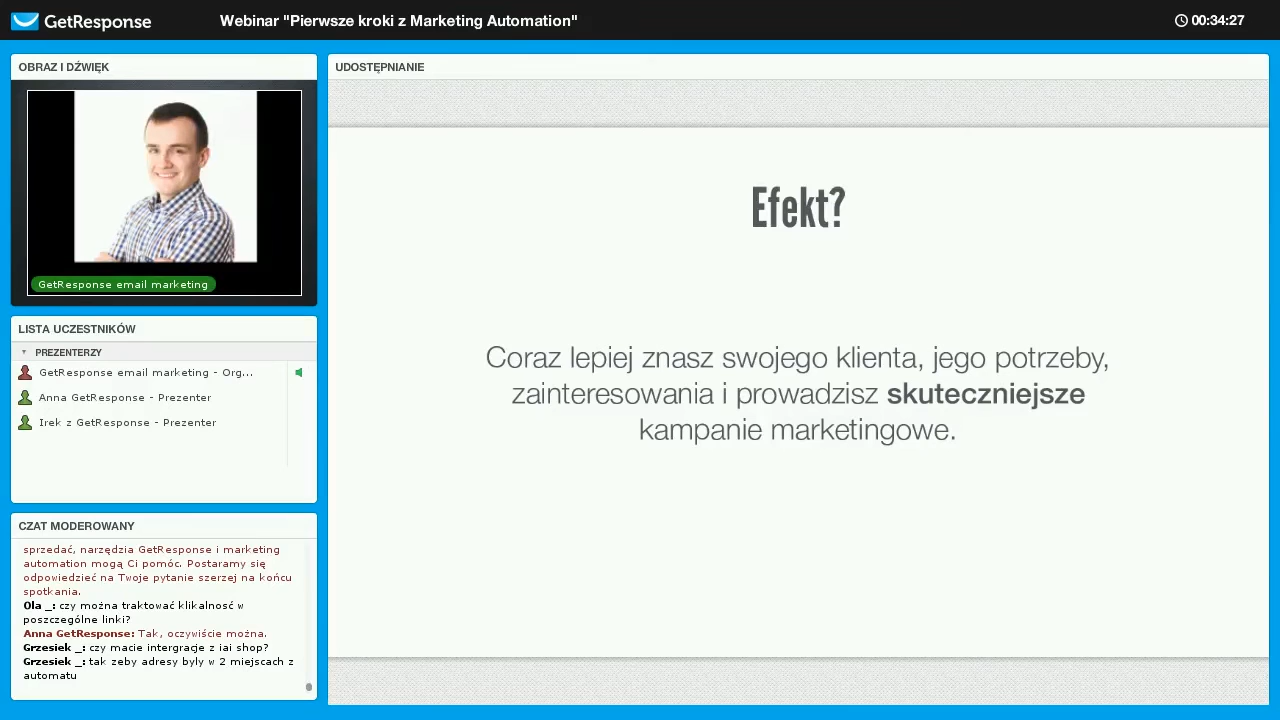 GetResponse
Webinar "Pierwsze kroki z Marketing Automation"
00:34:27
OBRAZ I DŹWIĘK
GetResponse email marketing
LISTA UCZESTNIKÓW
PREZENTERZY
GetResponse email marketing - Org...
Anna GetResponse - Prezenter
Irek z GetResponse - Prezenter
CZAT MODEROWANY
sprzedać, narzędzia GetResponse i marketing
automation mogą Ci pomóc. Postaramy się
odpowiedzieć na Twoje pytanie szerzej na końcu
spotkania.
Ola _: czy można traktować klikalnosć w
poszczególne linki?
Anna GetResponse: Tak, oczywiście można.
Grzesiek _: czy macie intergracje z iai shop?
Grzesiek _: tak zeby adresy byly w 2 miejscach z
automatu
UDOSTĘPNIANIE
Efekt?
Coraz lepiej znasz swojego klienta, jego potrzeby,
zainteresowania i prowadzisz skuteczniejsze
kampanie marketingowe.